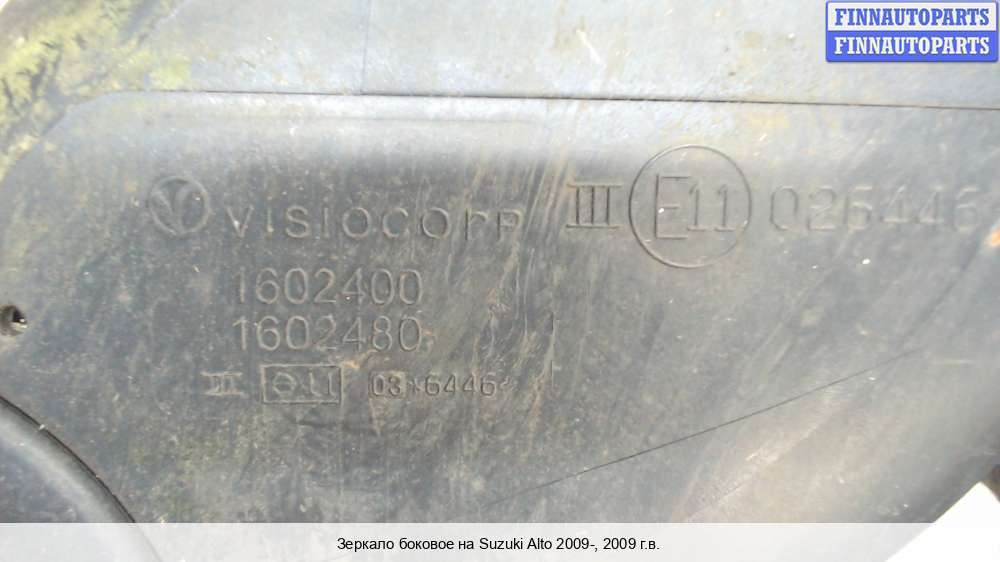 FINNAUTOPARTS
FINNAUTOPARTS
VISIOCORP
III E11 026446
1602400
1602480
III e11 03*6446
Зеркало боковое на Suzuki Alto 2009-, 2009 г.в.